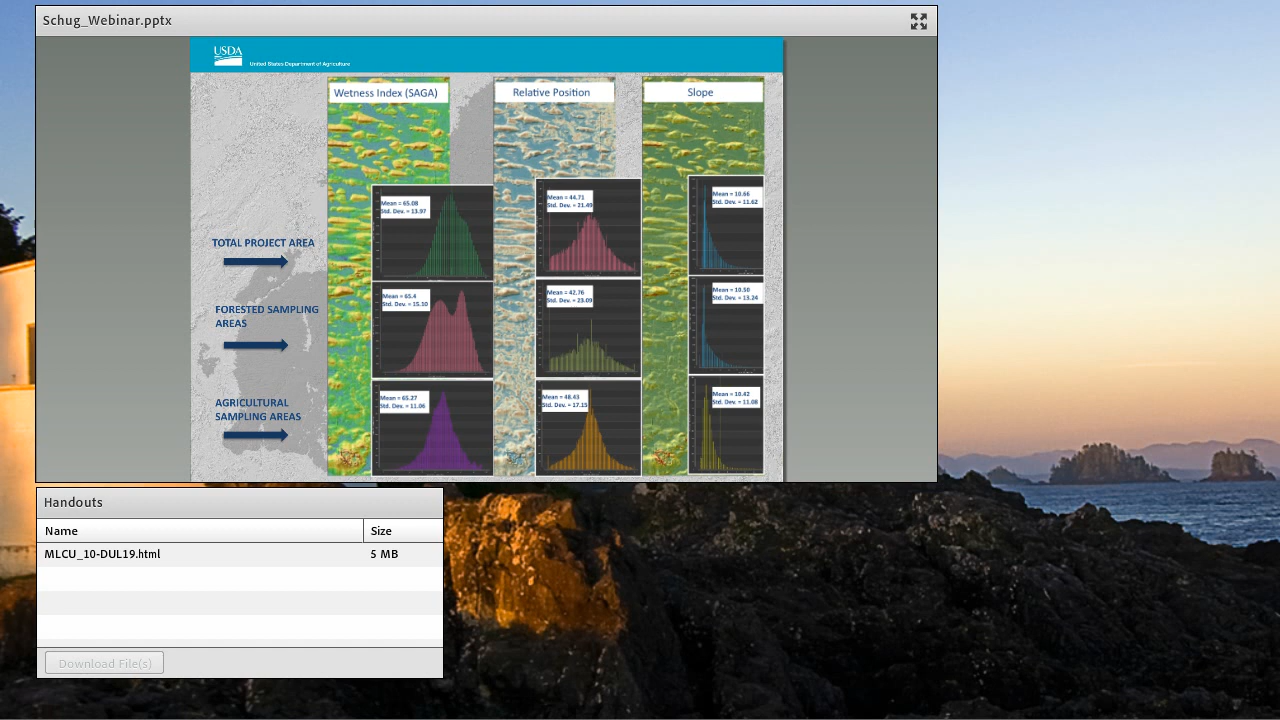 Schug_Webinar.pptx
USDA
United States Department of Agriculture
Wetness Index (SAGA)
Relative Position
Slope
Mean = 65.08
Std. Dev. = 13.97
Mean = 44.71
Std. Dev. = 21.49
Mean = 10.66
Std. Dev. = 11.62
TOTAL PROJECT AREA
Mean = 65.4
Std. Dev. = 15.10
Mean = 42.76
Std. Dev. = 23.09
Mean = 10.50
Std. Dev. = 13.24
FORESTED SAMPLING
AREAS
Mean = 65.27
Std. Dev. = 11.06
Mean = 48.43
Std. Dev. = 17.15
Mean = 10.42
Std. Dev. = 11.08
AGRICULTURAL
SAMPLING AREAS
Handouts
Name Size
MLCU_10-DUL19.html 5 MB
Download File(s)